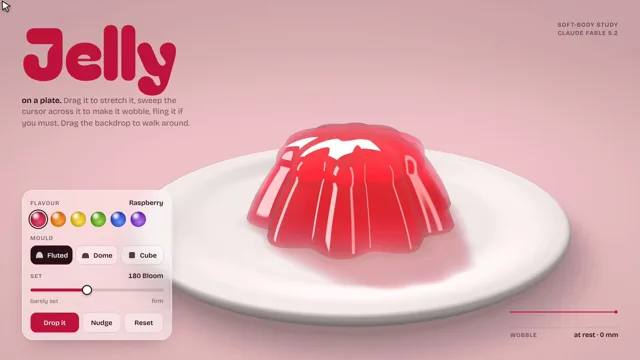 Jelly
on a plate. Drag it to stretch it, sweep the
cursor across it to make it wobble, fling it if
you must. Drag the backdrop to walk around.
SOFT-BODY STUDY
CLAUDE FABLE 5.2
FLAVOUR Raspberry
MOULD
Fluted Dome Cube
SET 180 Bloom
barely set firm
Drop it Nudge Reset
WOBBLE at rest · 0 mm